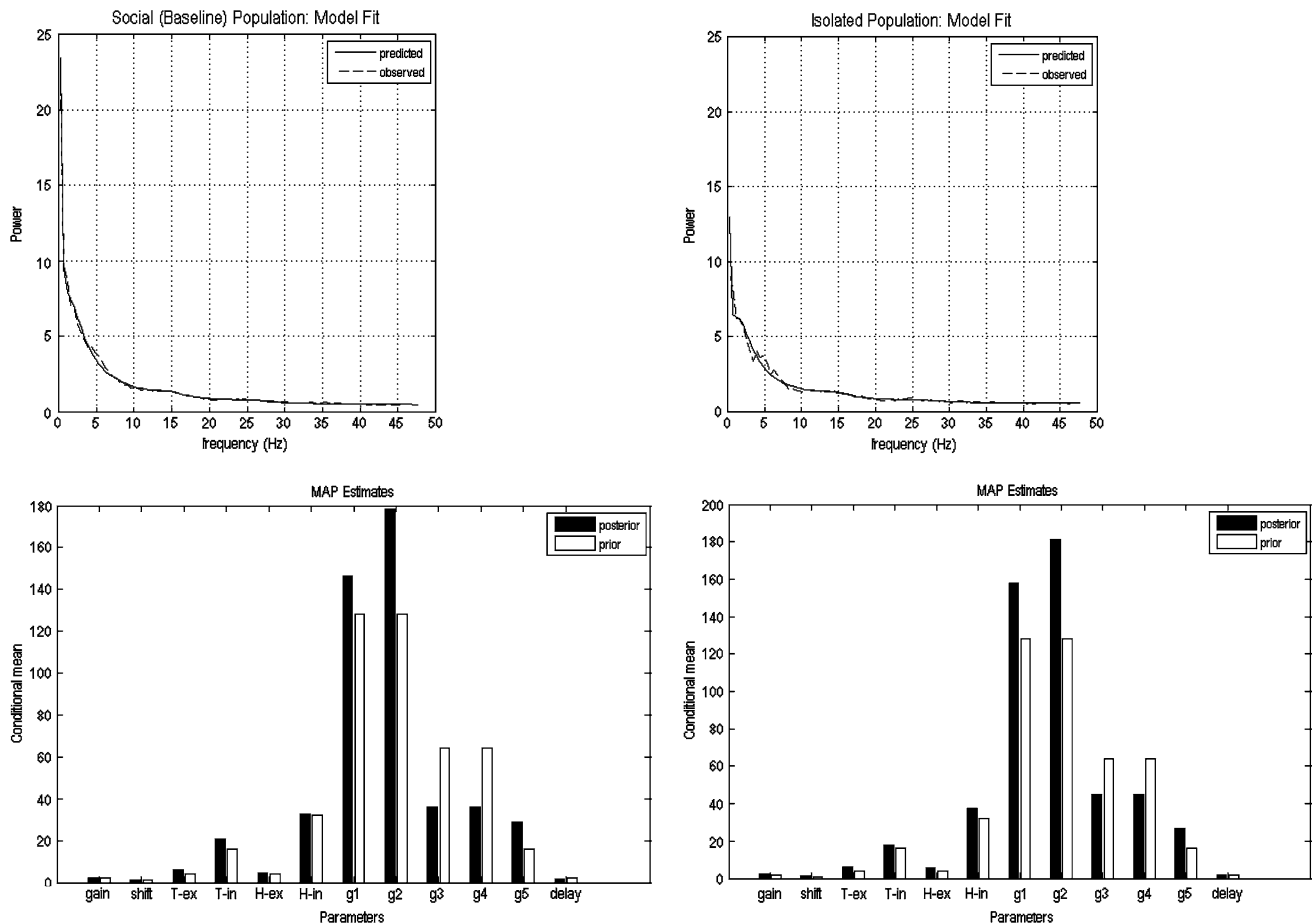 Social (Baseline) Population: Model Fit
25
20
15
10
5
0
Power
predicted
observed
0 5 10 15 20 25 30 35 40 45 50
frequency (Hz)
Isolated Population: Model Fit
25
20
15
10
5
0
Power
predicted
observed
0 5 10 15 20 25 30 35 40 45 50
frequency (Hz)
MAP Estimates
180
160
140
120
100
80
60
40
20
0
Conditional mean
posterior
prior
gain shift T-ex T-in H-ex H-in g1 g2 g3 g4 g5 delay
Parameters
MAP Estimates
200
180
160
140
120
100
80
60
40
20
0
Conditional mean
posterior
prior
gain shift T-ex T-in H-ex H-in g1 g2 g3 g4 g5 delay
Parameters